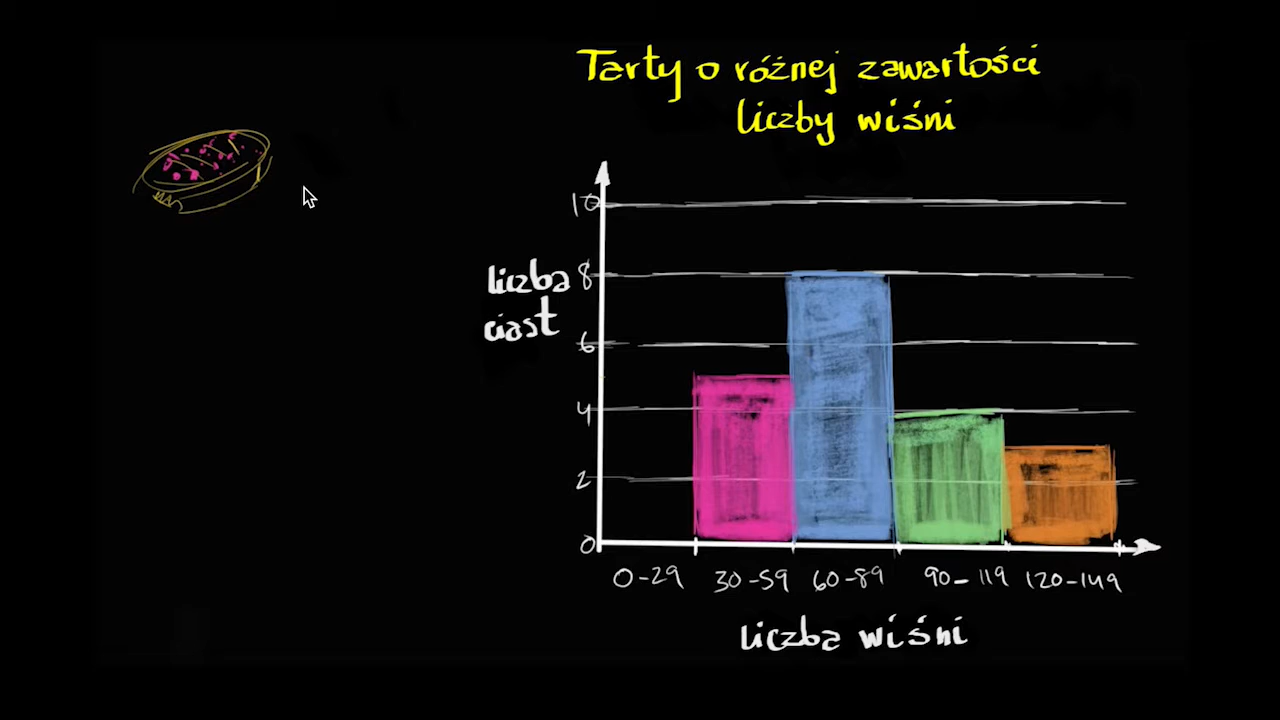 Tarty o różnej zawartości
liczby wiśni
10
8
6
4
2
0
liczba
ciast
0-29 30-59 60-89 90-119 120-149
liczba wiśni